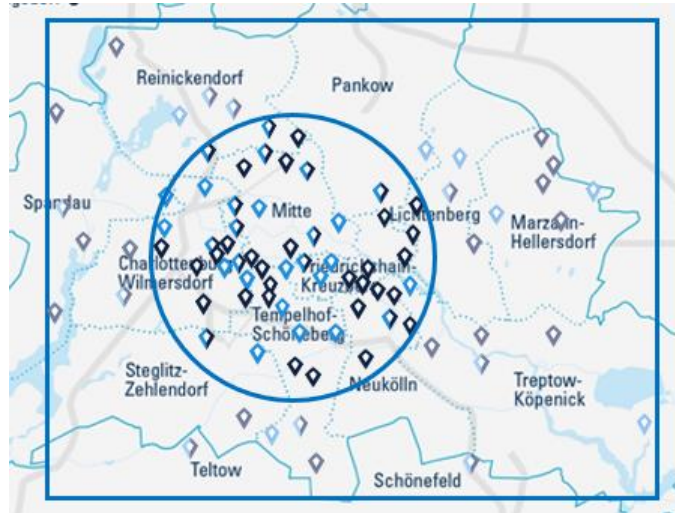 Reinickendorf
Pankow
Spandau
Mitte
Lichtenberg
Marzahn-
Hellersdorf
Charlottenburg
Wilmersdorf
Friedrichshain-
Kreuzberg
Tempelhof-
Schöneberg
Steglitz-
Zehlendorf
Neukölln
Treptow-
Köpenick
Teltow
Schönefeld